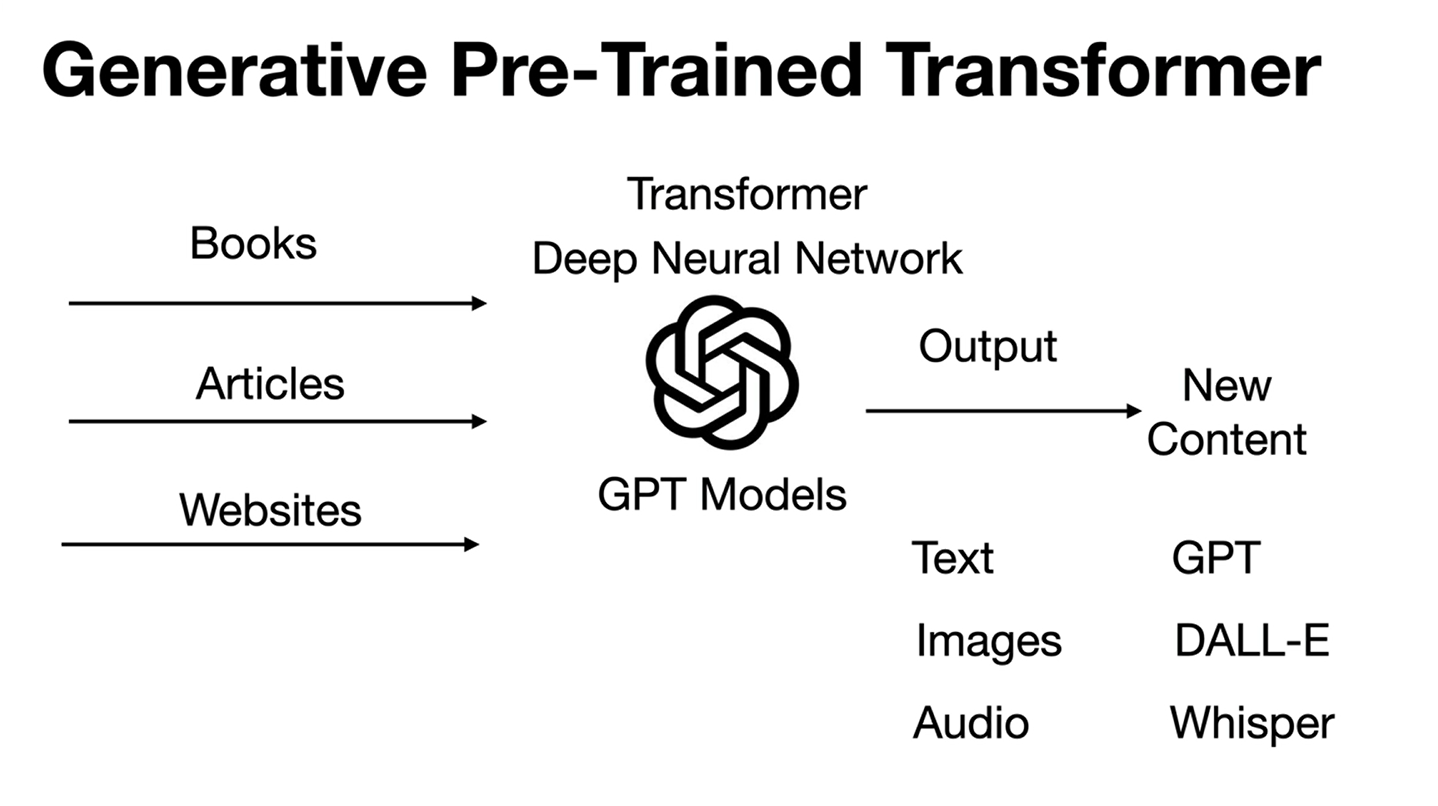 Generative Pre-Trained Transformer
Transformer
Deep Neural Network
Books
Articles
Websites
GPT Models
Output
New
Content
Text GPT
Images DALL-E
Audio Whisper